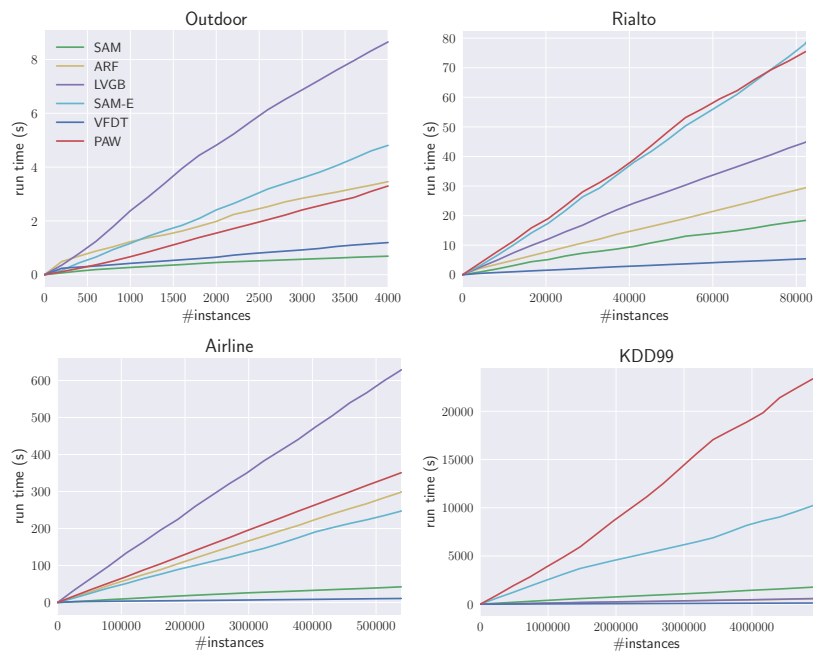 Outdoor
run time (s)
8
6
4
2
0
SAM
ARF
LVGB
SAM-E
VFDT
PAW
0 500 1000 1500 2000 2500 3000 3500 4000
#instances
Rialto
run time (s)
80
70
60
50
40
30
20
10
0
0 20000 40000 60000 80000
#instances
Airline
run time (s)
600
500
400
300
200
100
0
0 100000 200000 300000 400000 500000
#instances
KDD99
run time (s)
20000
15000
10000
5000
0
0 1000000 2000000 3000000 4000000
#instances